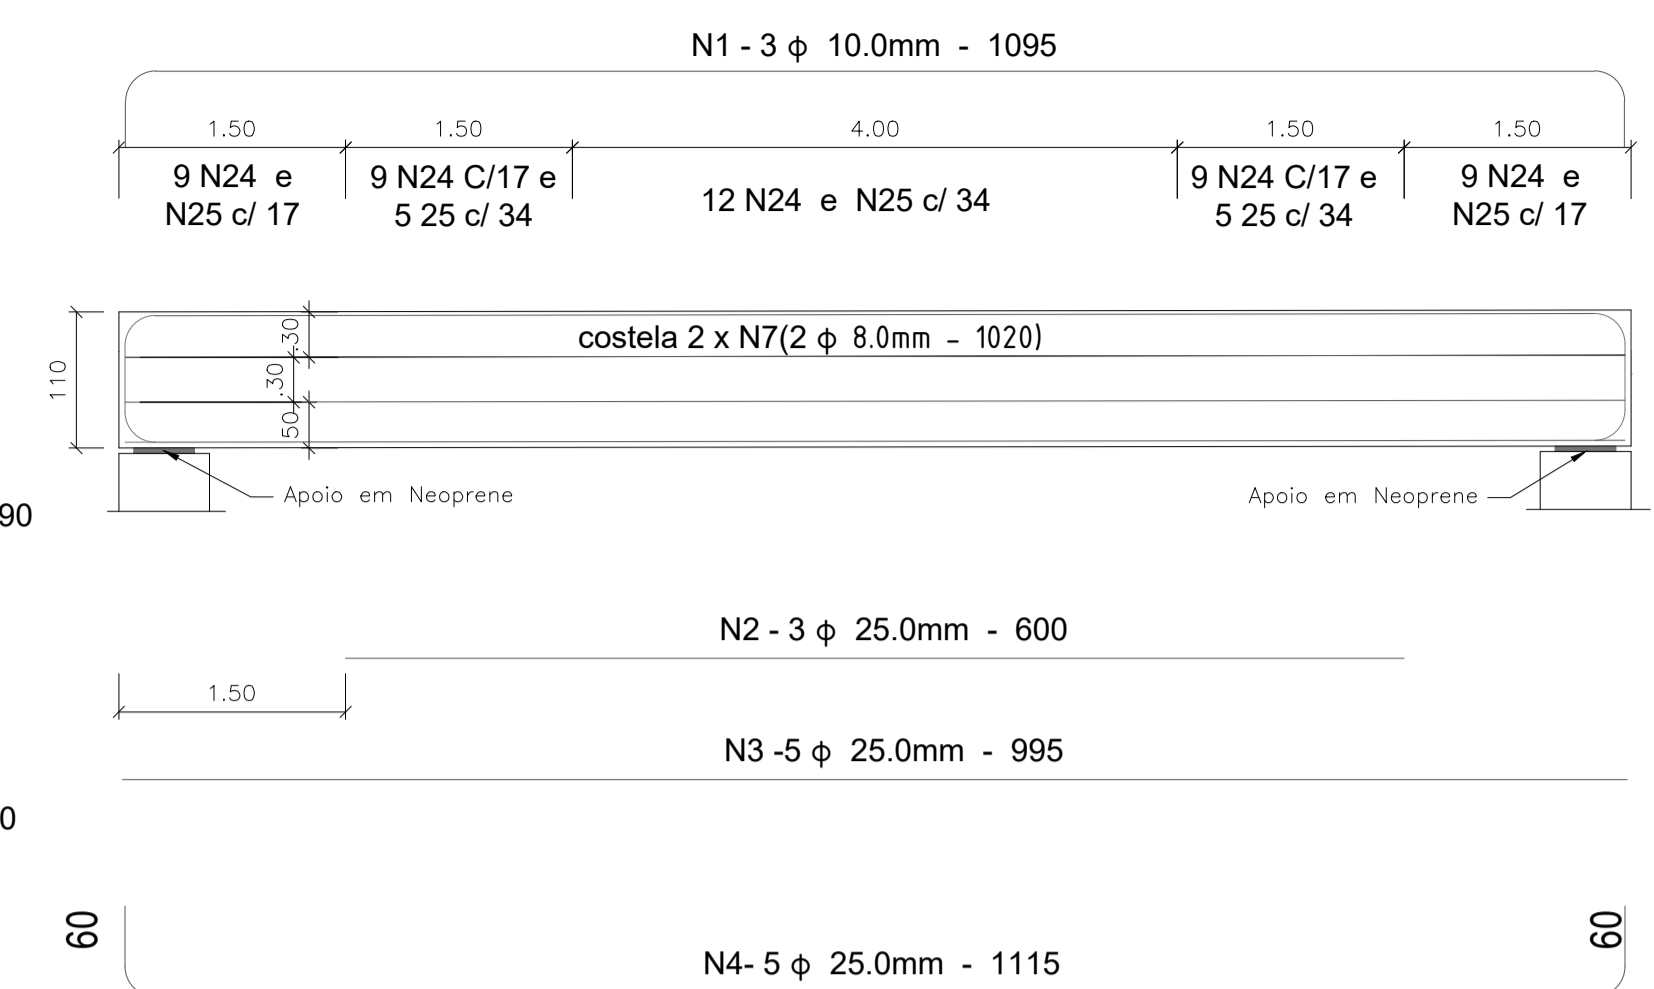 N1 - 3 ϕ 10.0mm - 1095
1.50 1.50 4.00 1.50 1.50
9 N24 e
N25 c/ 17
9 N24 C/17 e
5 25 c/ 34
12 N24 e N25 c/ 34
9 N24 C/17 e
5 25 c/ 34
9 N24 e
N25 c/ 17
110
.30
.30
50
costela 2 x N7(2 ϕ 8.0mm - 1020)
Apoio em Neoprene
Apoio em Neoprene
90
N2 - 3 ϕ 25.0mm - 600
1.50
N3 -5 ϕ 25.0mm - 995
0
60
60
N4- 5 ϕ 25.0mm - 1115